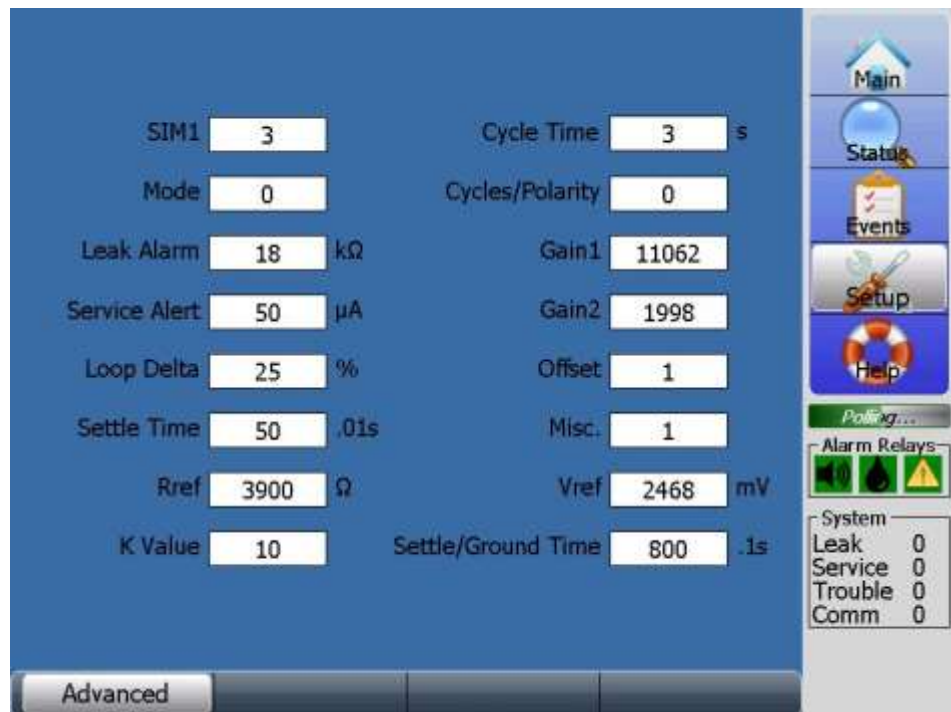 SIM1 3
Cycle Time 3 s
Mode 0
Cycles/Polarity 0
Leak Alarm 18 kΩ
Gain1 11062
Service Alert 50 µA
Gain2 1998
Loop Delta 25 %
Offset 1
Settle Time 50 .01s
Misc. 1
Rref 3900 Ω
Vref 2468 mV
K Value 10
Settle/Ground Time 800 .1s
Advanced
Main
Status
Events
Setup
Help
Polling...
Alarm Relays
System
Leak 0
Service 0
Trouble 0
Comm 0